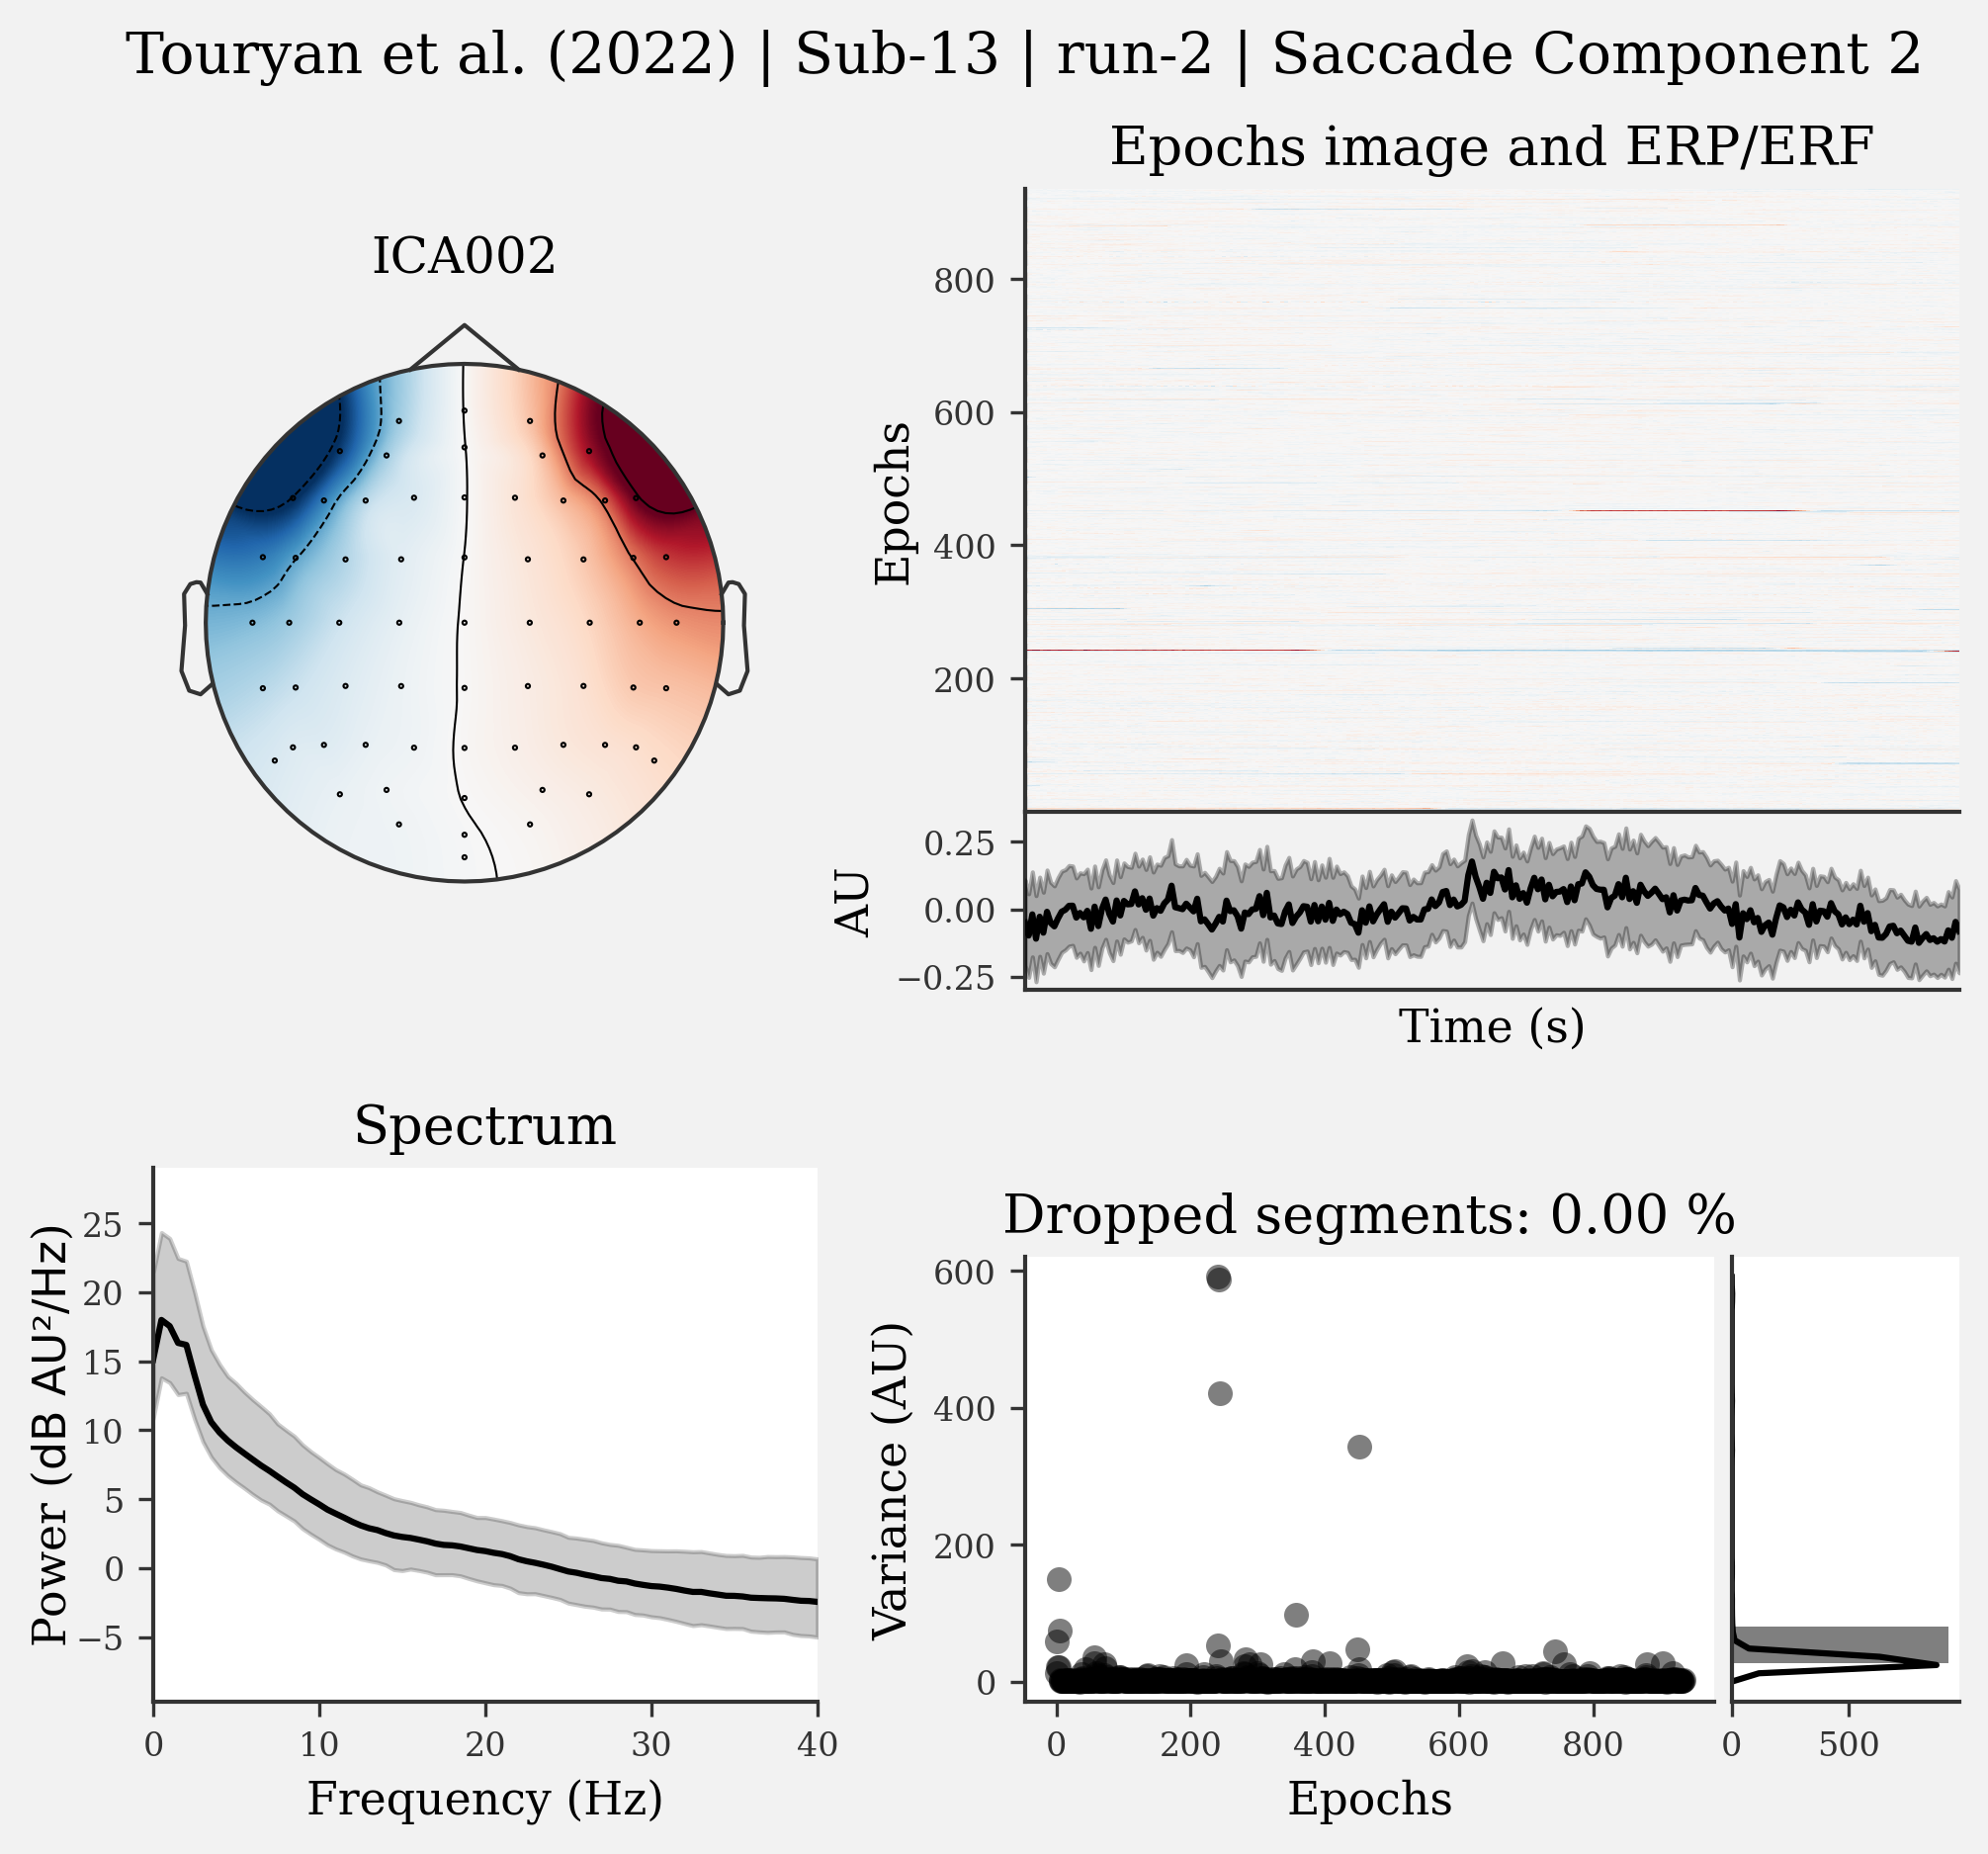 Touryan et al. (2022) | Sub-13 | run-2 | Saccade Component 2
ICA002
Epochs image and ERP/ERF
Epochs
800
600
400
200
AU
0.25
0.00
−0.25
Time (s)
Spectrum
Power (dB AU²/Hz)
25
20
15
10
5
0
−5
0 10 20 30 40
Frequency (Hz)
Dropped segments: 0.00 %
Variance (AU)
600
400
200
0
0 200 400 600 800
0 500
Epochs